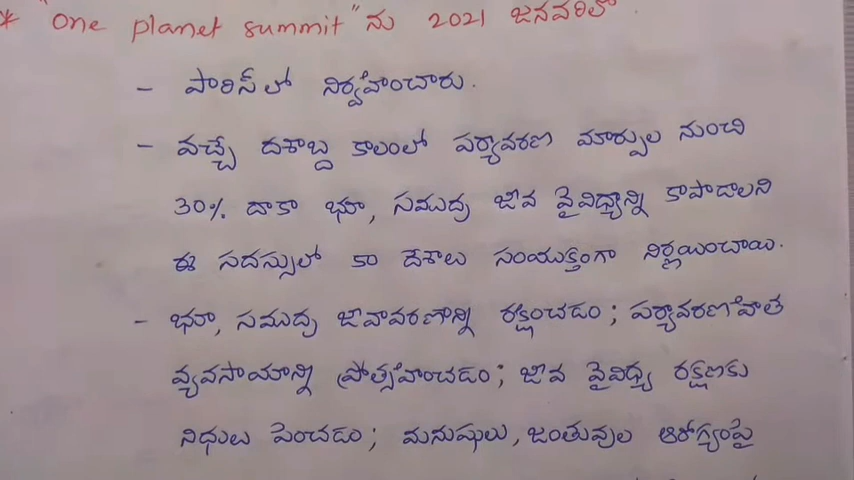 * "One planet summit" ను 2021 జనవరిలో
- పారిస్ లో నిర్వహించారు.
- వచ్చే దశాబ్ద కాలంలో పర్యావరణ మార్పుల నుంచి
30% దాకా భూ, సముద్ర జీవ వైవిధ్యాన్ని కాపాడాలని
ఈ సదస్సులో 50 దేశాలు సంయుక్తంగా నిర్ణయించాయి.
- భూ, సముద్ర జీవావరణాన్ని రక్షించడం; పర్యావరణహిత
వ్యవసాయాన్ని ప్రోత్సహించడం; జీవ వైవిధ్య రక్షణకు
నిధులు పెంచడం; మనుషులు, జంతువుల ఆరోగ్యంపై